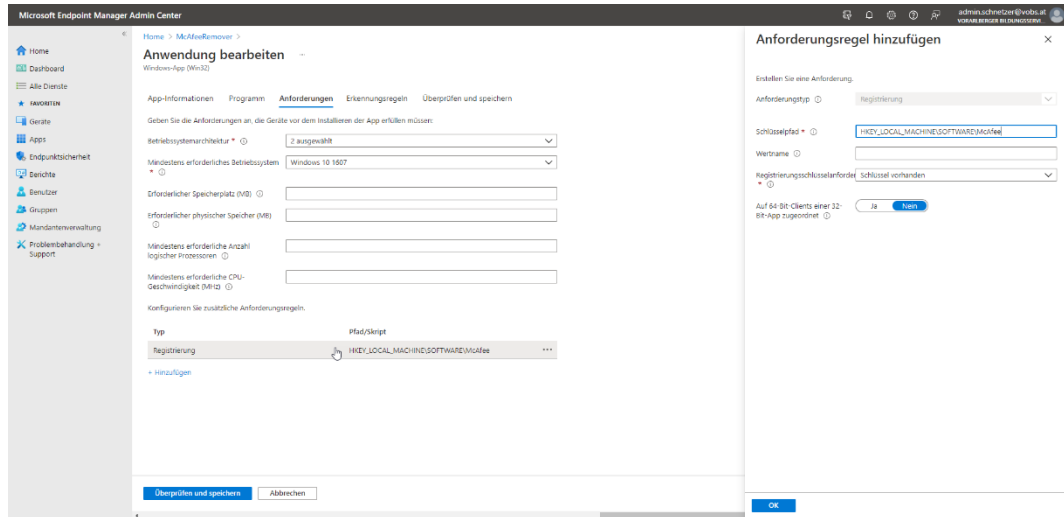 Microsoft Endpoint Manager Admin Center
admin.schnetzer@vobs.at
VORARLBERGER BILDUNGSSERVI...
Home
Dashboard
Alle Dienste
FAVORITEN
Geräte
Apps
Endpunktsicherheit
Berichte
Benutzer
Gruppen
Mandantenverwaltung
Problembehandlung +
Support
Home > McAfeeRemover >
Anwendung bearbeiten ...
Windows-App (Win32)
App-Informationen Programm Anforderungen Erkennungsregeln Überprüfen und speichern
Geben Sie die Anforderungen an, die Geräte vor dem Installieren der App erfüllen müssen:
Betriebssystemarchitektur * 2 ausgewählt
Mindestens erforderliches Betriebssystem Windows 10 1607
*
Erforderlicher Speicherplatz (MB)
Erforderlicher physischer Speicher (MB)
Mindestens erforderliche Anzahl
logischer Prozessoren
Mindestens erforderliche CPU-
Geschwindigkeit (MHz)
Konfigurieren Sie zusätzliche Anforderungsregeln.
Typ Pfad/Skript
Registrierung HKEY_LOCAL_MACHINE\SOFTWARE\McAfee ...
+ Hinzufügen
Überprüfen und speichern Abbrechen
Anforderungsregel hinzufügen
Erstellen Sie eine Anforderung.
Anforderungstyp Registrierung
Schlüsselpfad * HKEY_LOCAL_MACHINE\SOFTWARE\McAfee
Wertname
Registrierungsschlüsselanforder Schlüssel vorhanden
*
Auf 64-Bit-Clients einer 32- Ja Nein
Bit-App zugeordnet
OK